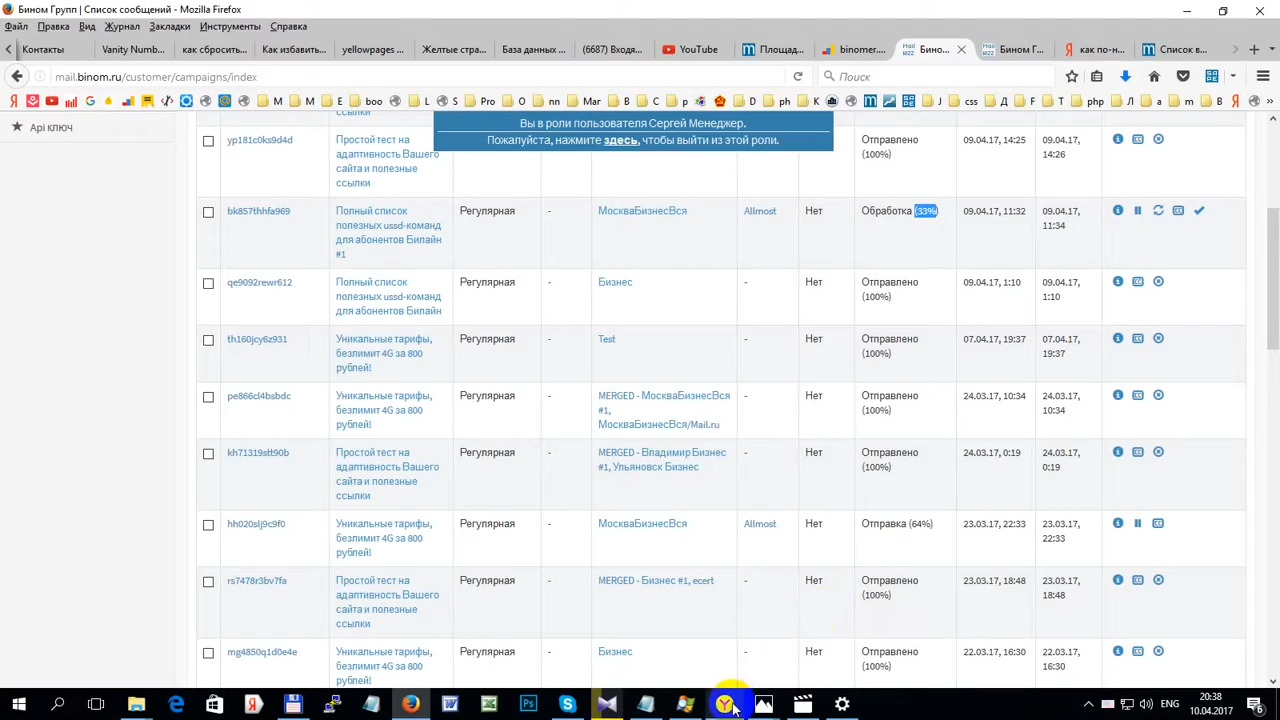 Бином Групп | Список сообщений - Mozilla Firefox
Файл Правка Вид Журнал Закладки Инструменты Справка
Контакты Vanity Numb... как сбросить... Как избавить... yellowpages ... Желтые стра... База данных ... (6687) Входя... YouTube Площад... binomer.... Бино... Бином Г... как по-н... Список в...
mail.binom.ru/customer/campaigns/index Поиск
М М Е boo L S Pro О nn Mar В С р D ph К J css Д F T php Л а m В
Api ключ
ссылки
Вы в роли пользователя Сергей Менеджер.
Пожалуйста, нажмите здесь, чтобы выйти из этой роли.
yp181c0ks9d4d Простой тест на Отправлено 09.04.17, 14:25 09.04.17,
адаптивность Вашего (100%) 14:26
сайта и полезные
ссылки
bk857thhfa969 Полный список Регулярная - МоскваБизнесВся Allmost Нет Обработка (33%) 09.04.17, 11:32 09.04.17,
полезных ussd-команд 11:34
для абонентов Билайн
#1
qe9092rewr612 Полный список Регулярная - Бизнес - Нет Отправлено 09.04.17, 1:10 09.04.17,
полезных ussd-команд (100%) 1:10
для абонентов Билайн
th160jcy6z931 Уникальные тарифы, Регулярная - Test - Нет Отправлено 07.04.17, 19:37 07.04.17,
безлимит 4G за 800 (100%) 19:37
рублей!
pe866cl4bsbdc Уникальные тарифы, Регулярная - MERGED - МоскваБизнесВся - Нет Отправлено 24.03.17, 10:34 24.03.17,
безлимит 4G за 800 #1, (100%) 10:34
рублей! МоскваБизнесВся/Mail.ru
kh71319stt90b Простой тест на Регулярная - MERGED - Владимир Бизнес - Нет Отправлено 24.03.17, 0:19 24.03.17,
адаптивность Вашего #1, Ульяновск Бизнес (100%) 0:19
сайта и полезные
ссылки
hh020slj9c9f0 Уникальные тарифы, Регулярная - МоскваБизнесВся Allmost Нет Отправка (64%) 23.03.17, 22:33 23.03.17,
безлимит 4G за 800 22:33
рублей!
rs7478r3bv7fa Простой тест на Регулярная - MERGED - Бизнес #1, ecert - Нет Отправлено 23.03.17, 18:48 23.03.17,
адаптивность Вашего (100%) 18:48
сайта и полезные
ссылки
mg4850q1d0e4e Уникальные тарифы, Регулярная - Бизнес - Нет Отправлено 22.03.17, 16:30 22.03.17,
безлимит 4G за 800 (100%) 16:30
рублей!
ENG 20:38
10.04.2017